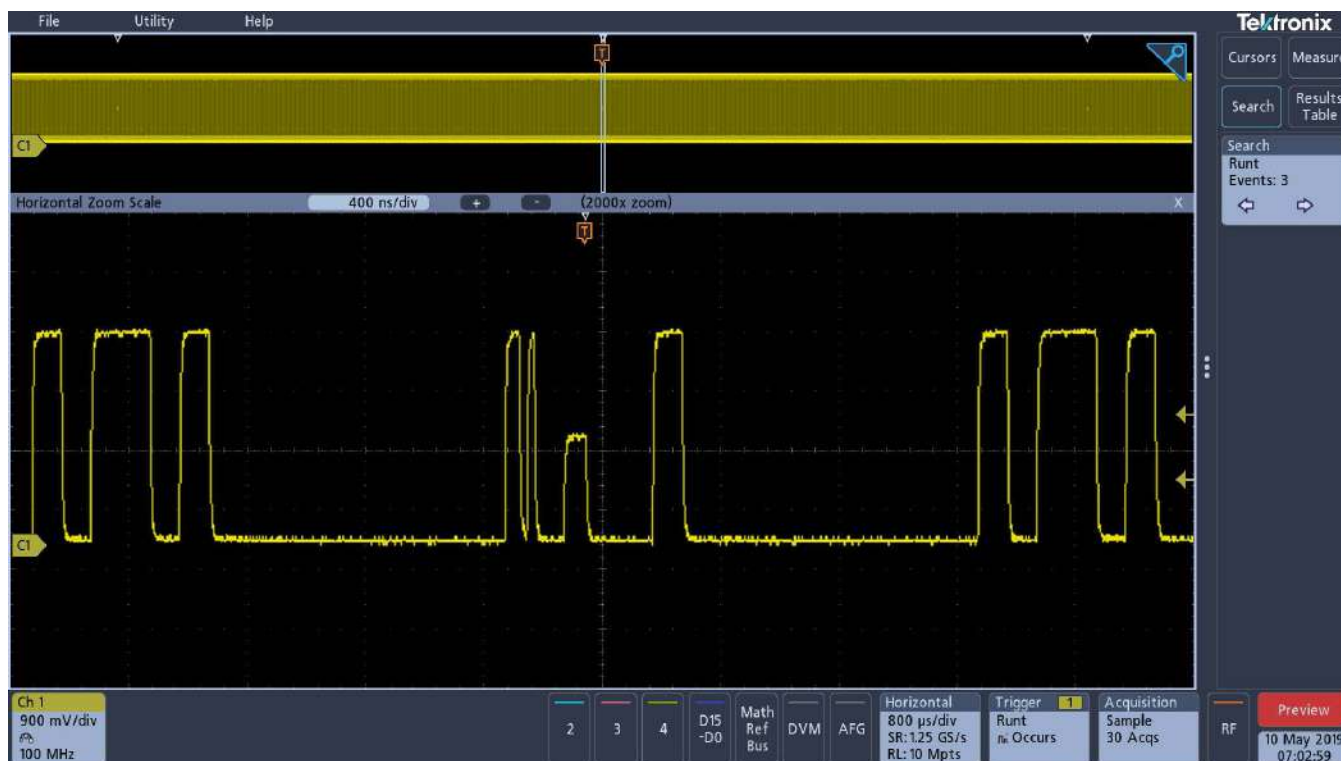 File Utility Help
Tektronix
Cursors Measure
Search Results Table
Search
Runt
Events: 3
T
C1
Horizontal Zoom Scale 400 ns/div + - (2000x zoom) X
T
C1
Ch 1
900 mV/div
100 MHz
2
3
4
D15
-D0
Math
Ref
Bus
DVM
AFG
Horizontal
800 µs/div
SR: 1.25 GS/s
RL: 10 Mpts
Trigger 1
Runt
Occurs
Acquisition
Sample
30 Acqs
RF
Preview
10 May 2019
07:02:59